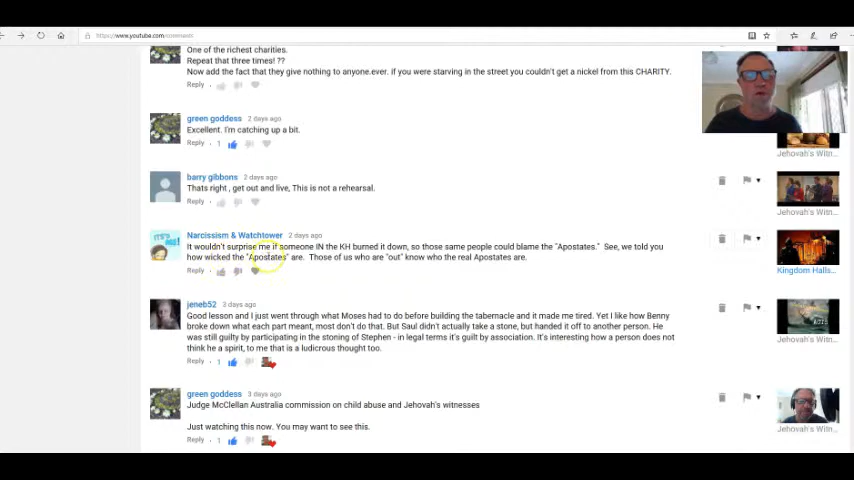 https://www.youtube.com/comments
One of the richest charities.
Repeat that three times! ??
Now add the fact that they give nothing to anyone.ever. if you were starving in the street you couldn't get a nickel from this CHARITY.
Reply
Jehovah's Witn...
green goddess 2 days ago
Excellent. I'm catching up a bit.
Reply 1
barry gibbons 2 days ago
Thats right , get out and live, This is not a rehearsal.
Reply
Jehovah's Witn...
Narcissism & Watchtower 2 days ago
It wouldn't surprise me if someone IN the KH burned it down, so those same people could blame the "Apostates." See, we told you
how wicked the "Apostates" are. Those of us who are "out" know who the real Apostates are.
Reply
Kingdom Halls...
jeneb52 3 days ago
Good lesson and I just went through what Moses had to do before building the tabernacle and it made me tired. Yet I like how Benny
broke down what each part meant, most don't do that. But Saul didn't actually take a stone, but handed it off to another person. He
was still guilty by participating in the stoning of Stephen - in legal terms it's guilt by association. It's interesting how a person does not
think he a spirit, to me that is a ludicrous thought too.
Reply 1
Jehovah's Witn...
green goddess 3 days ago
Judge McClellan Australia commission on child abuse and Jehovah's witnesses
Just watching this now. You may want to see this.
Reply 1
Jehovah's Witn...